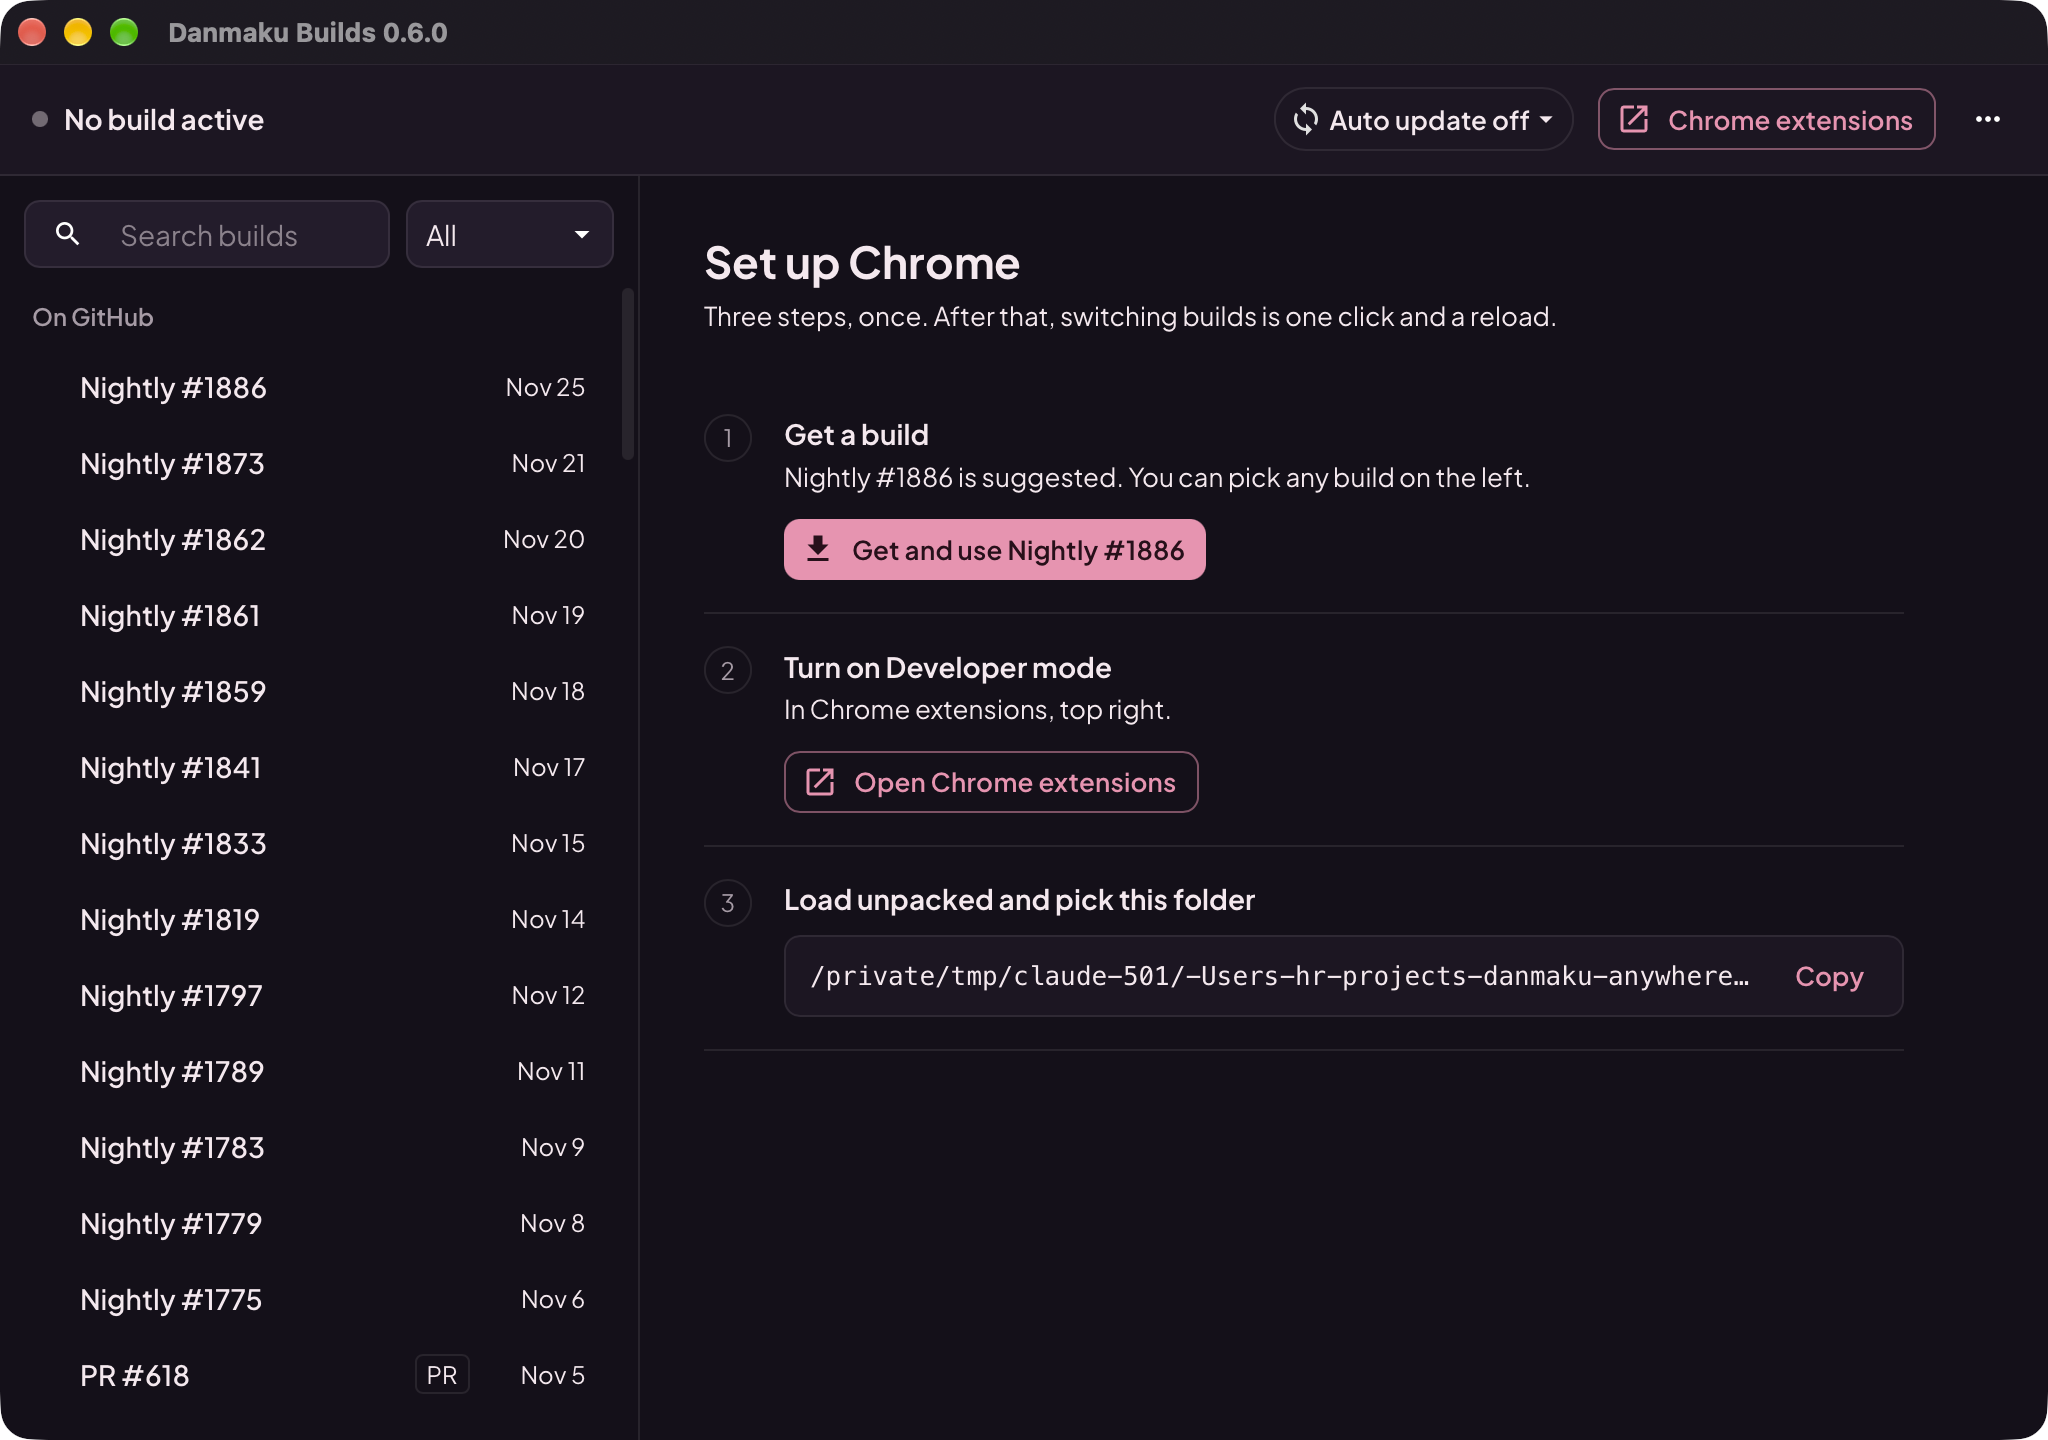 Danmaku Builds 0.6.0
No build active
Auto update off
Chrome extensions
Search builds
All
On GitHub
Nightly #1886 Nov 25
Nightly #1873 Nov 21
Nightly #1862 Nov 20
Nightly #1861 Nov 19
Nightly #1859 Nov 18
Nightly #1841 Nov 17
Nightly #1833 Nov 15
Nightly #1819 Nov 14
Nightly #1797 Nov 12
Nightly #1789 Nov 11
Nightly #1783 Nov 9
Nightly #1779 Nov 8
Nightly #1775 Nov 6
PR #618 PR Nov 5
Set up Chrome
Three steps, once. After that, switching builds is one click and a reload.
1 Get a build
Nightly #1886 is suggested. You can pick any build on the left.
Get and use Nightly #1886
2 Turn on Developer mode
In Chrome extensions, top right.
Open Chrome extensions
3 Load unpacked and pick this folder
/private/tmp/claude-501/-Users-hr-projects-danmaku-anywhere… Copy